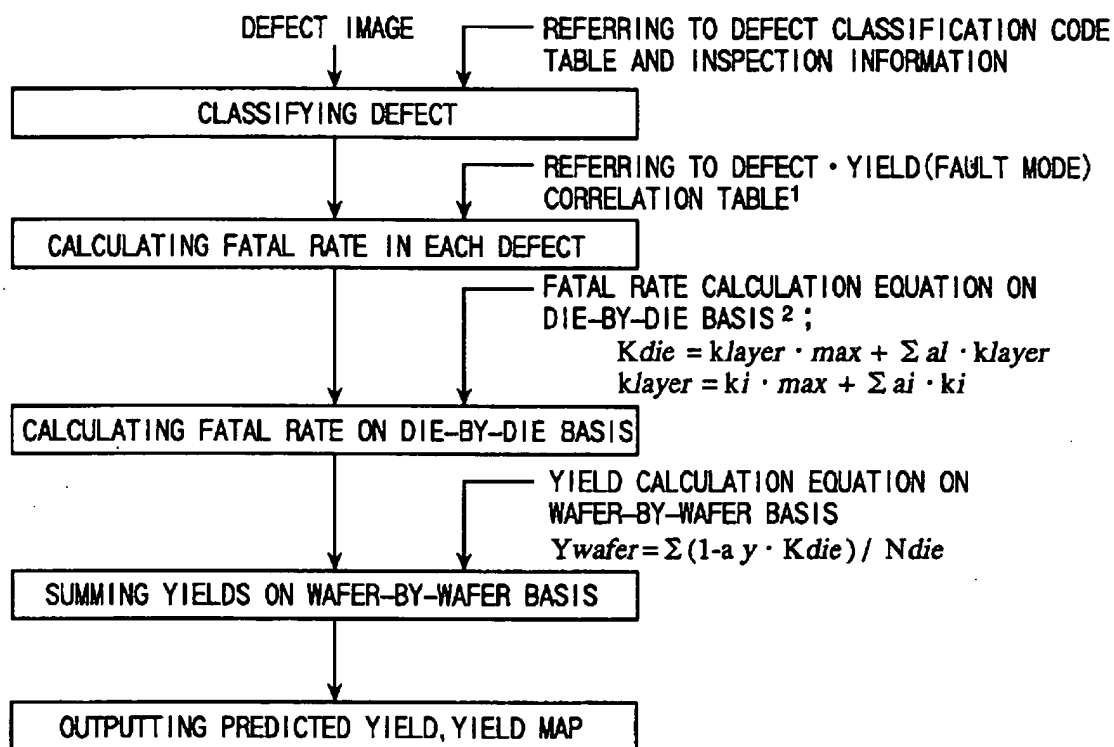 DEFECT IMAGE
REFERRING TO DEFECT CLASSIFICATION CODE
TABLE AND INSPECTION INFORMATION
CLASSIFYING DEFECT
REFERRING TO DEFECT・YIELD(FAULT MODE)
CORRELATION TABLE1
CALCULATING FATAL RATE IN EACH DEFECT
FATAL RATE CALCULATION EQUATION ON
DIE-BY-DIE BASIS2;
Kdie = klayer · max + Σ al · klayer
klayer = ki · max + Σ ai · ki
CALCULATING FATAL RATE ON DIE-BY-DIE BASIS
YIELD CALCULATION EQUATION ON
WAFER-BY-WAFER BASIS
Ywafer=Σ(1-a y · Kdie)/ Ndie
SUMMING YIELDS ON WAFER-BY-WAFER BASIS
OUTPUTTING PREDICTED YIELD, YIELD MAP